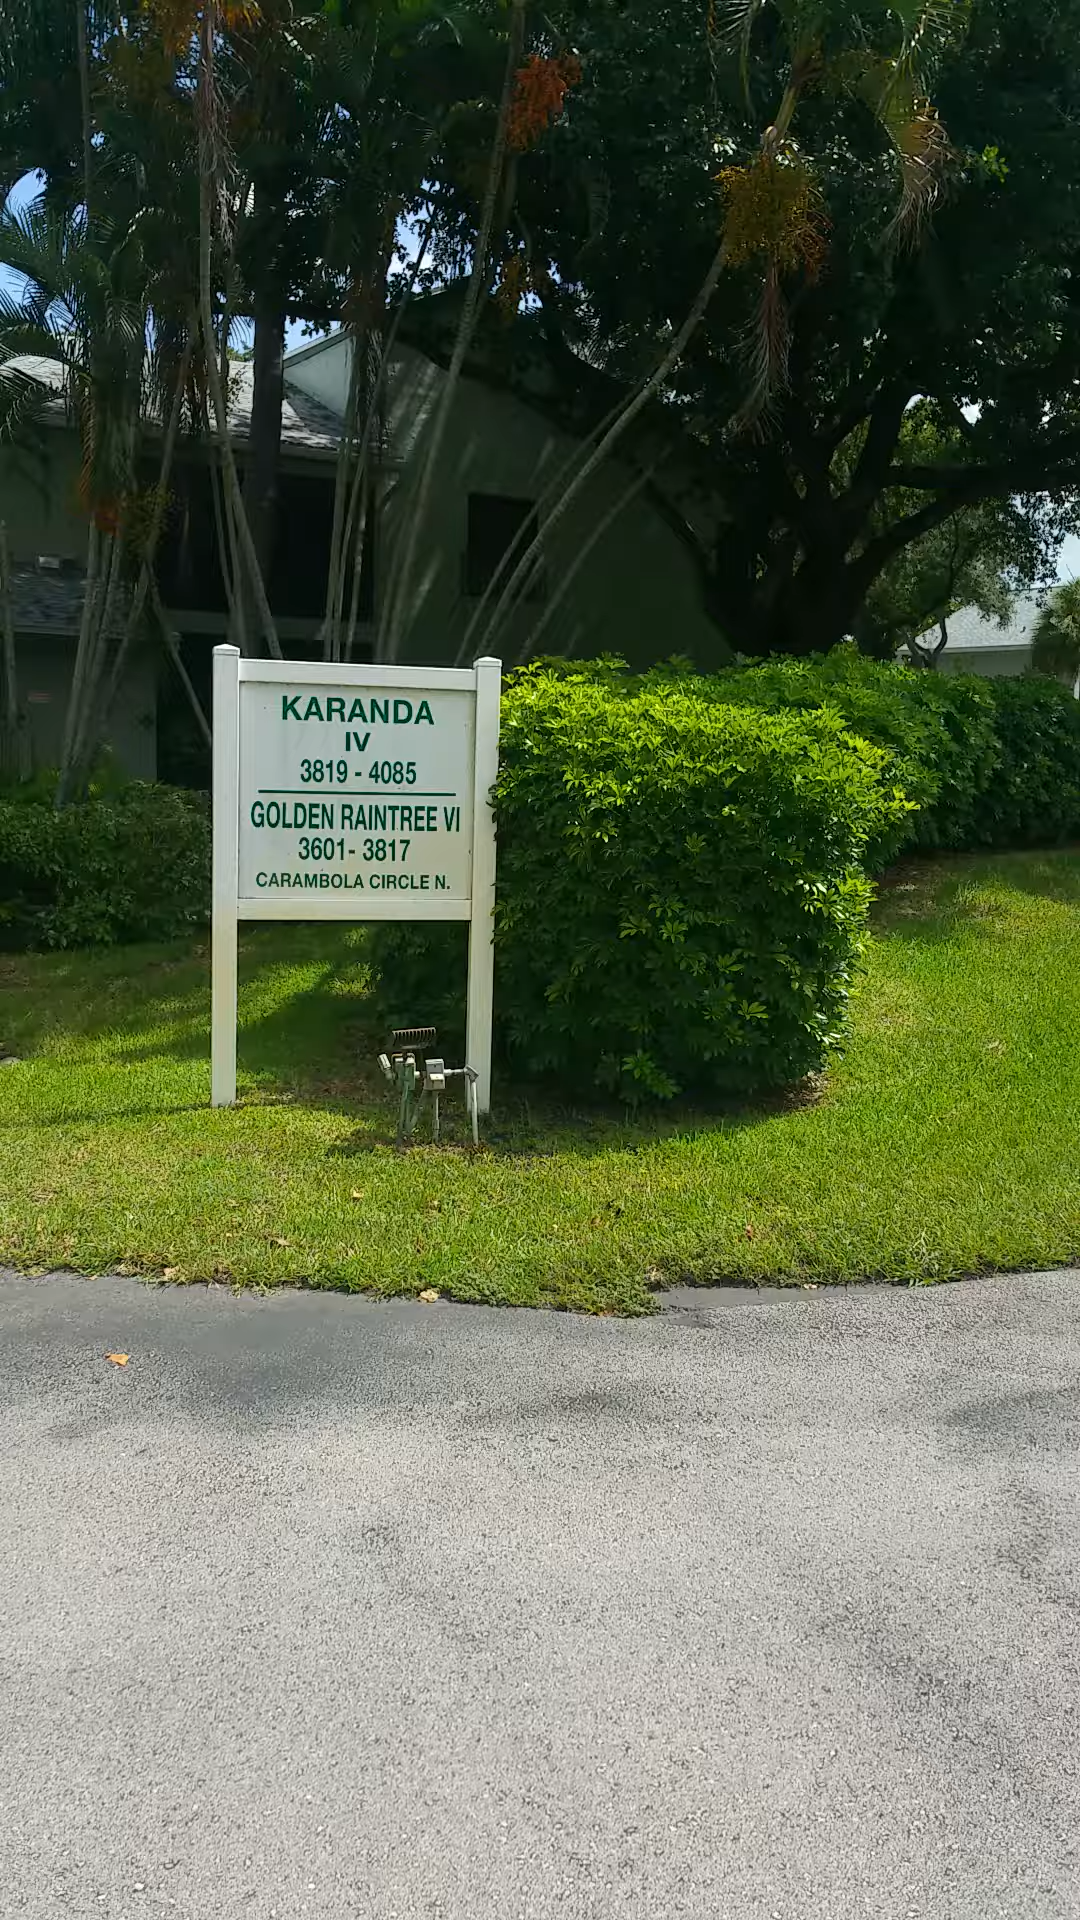 KARANDA
IV
3819 - 4085
GOLDEN RAINTREE VI
3601- 3817
CARAMBOLA CIRCLE N.